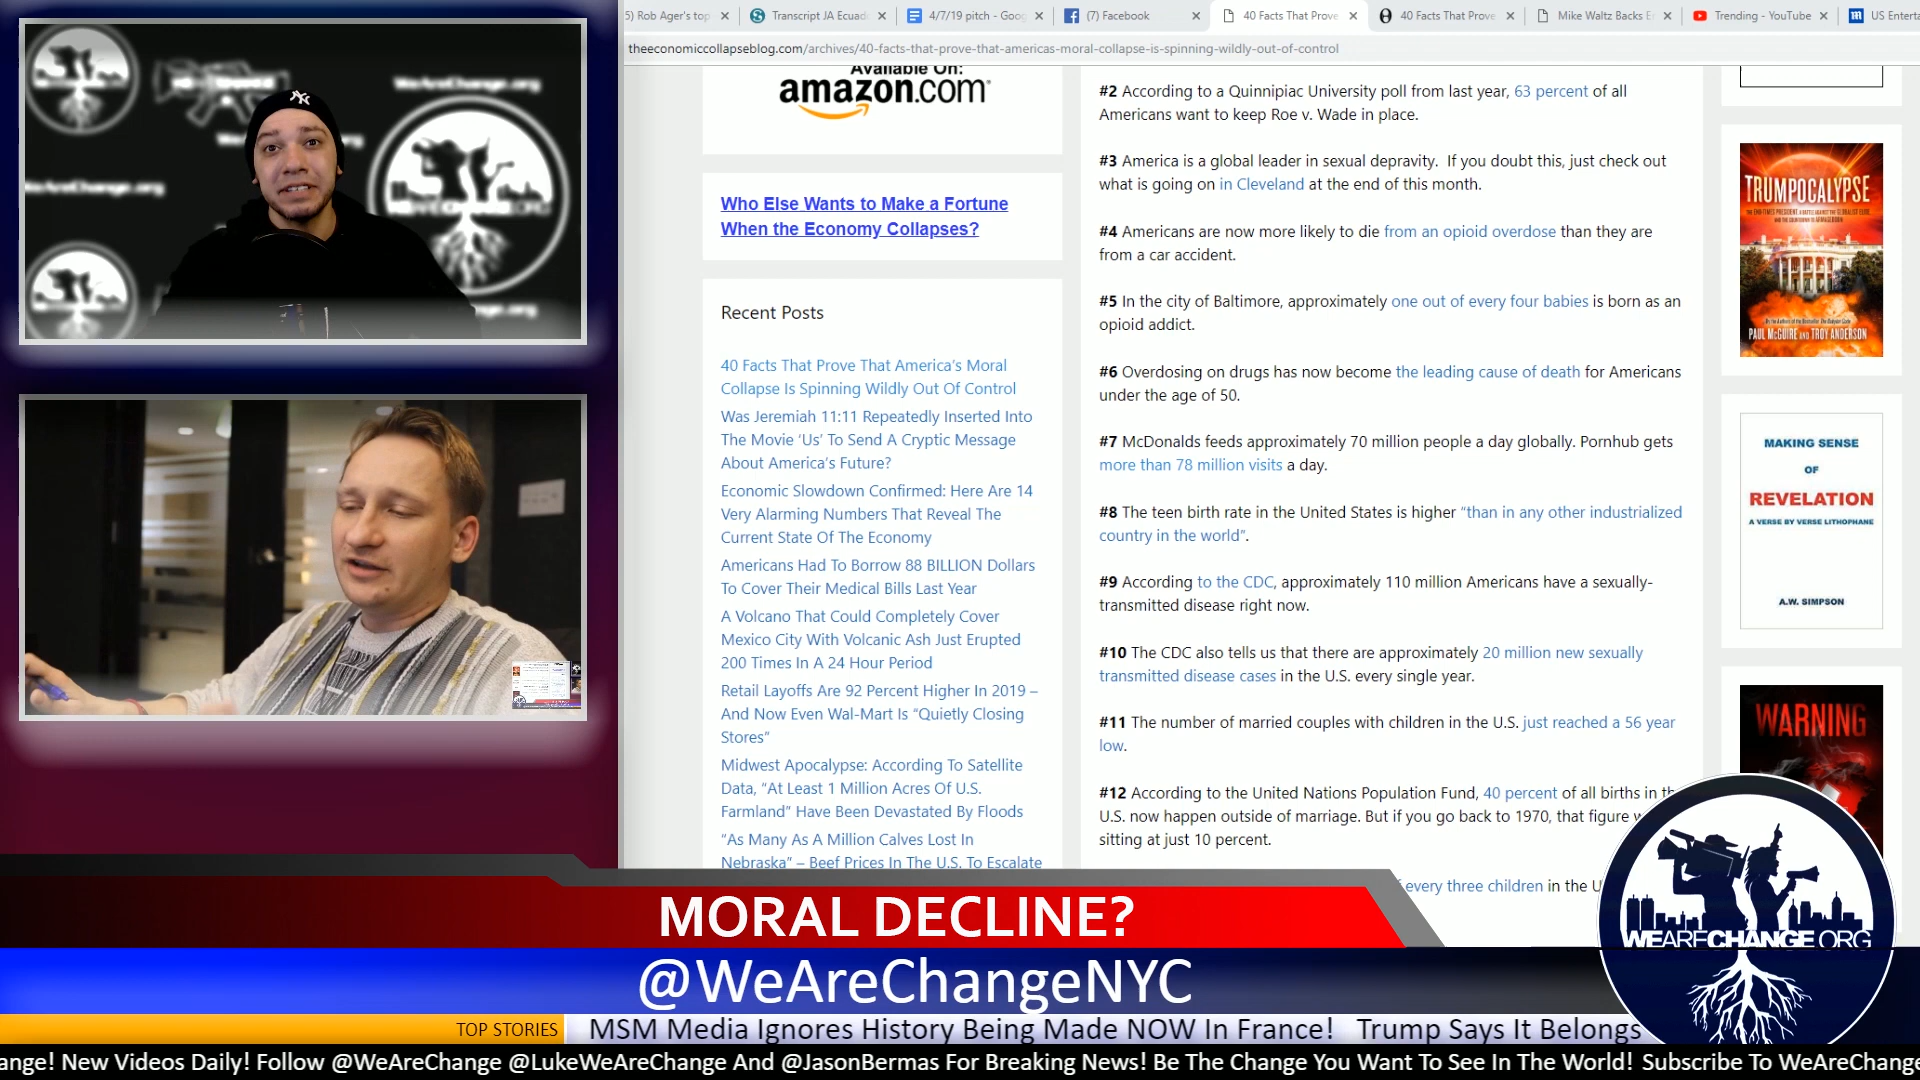 5) Rob Ager's top
Transcript JA Ecuad
4/7/19 pitch - Goog
(7) Facebook
40 Facts That Prove
40 Facts That Prove
Mike Waltz Backs E
Trending - YouTube
US Enterta
theeconomiccollapseblog.com/archives/40-facts-that-prove-that-americas-moral-collapse-is-spinning-wildly-out-of-control
WeAreChange.org
WeAreChange.org
Available On:
amazon.com
Who Else Wants to Make a Fortune
When the Economy Collapses?
Recent Posts
40 Facts That Prove That America's Moral
Collapse Is Spinning Wildly Out Of Control
Was Jeremiah 11:11 Repeatedly Inserted Into
The Movie 'Us' To Send A Cryptic Message
About America's Future?
Economic Slowdown Confirmed: Here Are 14
Very Alarming Numbers That Reveal The
Current State Of The Economy
Americans Had To Borrow 88 BILLION Dollars
To Cover Their Medical Bills Last Year
A Volcano That Could Completely Cover
Mexico City With Volcanic Ash Just Erupted
200 Times In A 24 Hour Period
Retail Layoffs Are 92 Percent Higher In 2019 –
And Now Even Wal-Mart Is "Quietly Closing
Stores"
Midwest Apocalypse: According To Satellite
Data, "At Least 1 Million Acres Of U.S.
Farmland" Have Been Devastated By Floods
"As Many As A Million Calves Lost In
Nebraska" – Beef Prices In The U.S. To Escalate
#2 According to a Quinnipiac University poll from last year, 63 percent of all
Americans want to keep Roe v. Wade in place.
#3 America is a global leader in sexual depravity. If you doubt this, just check out
what is going on in Cleveland at the end of this month.
#4 Americans are now more likely to die from an opioid overdose than they are
from a car accident.
#5 In the city of Baltimore, approximately one out of every four babies is born as an
opioid addict.
#6 Overdosing on drugs has now become the leading cause of death for Americans
under the age of 50.
#7 McDonalds feeds approximately 70 million people a day globally. Pornhub gets
more than 78 million visits a day.
#8 The teen birth rate in the United States is higher "than in any other industrialized
country in the world".
#9 According to the CDC, approximately 110 million Americans have a sexually-
transmitted disease right now.
#10 The CDC also tells us that there are approximately 20 million new sexually
transmitted disease cases in the U.S. every single year.
#11 The number of married couples with children in the U.S. just reached a 56 year
low.
#12 According to the United Nations Population Fund, 40 percent of all births in th
U.S. now happen outside of marriage. But if you go back to 1970, that figure w
sitting at just 10 percent.
every three children in the U
TRUMPOCALYPSE
PAUL McGUIRE AND TROY ANDERSON
MAKING SENSE
OF
REVELATION
A VERSE BY VERSE LITHOPHANE
A.W. SIMPSON
WARNING
WEARECHANGE.ORG
MORAL DECLINE?
@WeAreChangeNYC
TOP STORIES
MSM Media Ignores History Being Made NOW In France! Trump Says It Belongs
ange! New Videos Daily! Follow @WeAreChange @LukeWeAreChange And @JasonBermas For Breaking News! Be The Change You Want To See In The World! Subscribe To WeAreChange